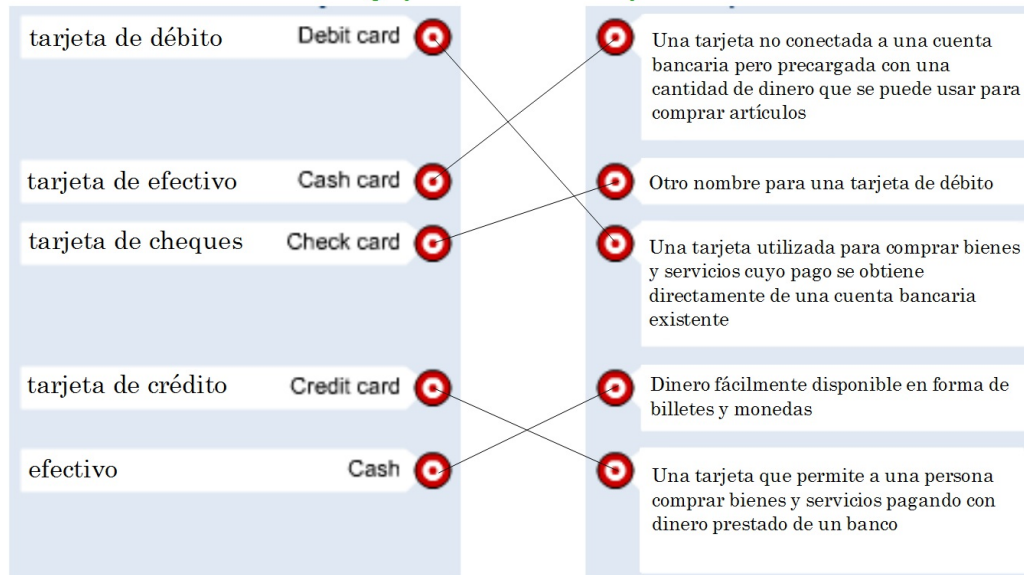 tarjeta de débito Debit card
Una tarjeta no conectada a una cuenta
bancaria pero precargada con una
cantidad de dinero que se puede usar para
comprar artículos
tarjeta de efectivo Cash card
Otro nombre para una tarjeta de débito
tarjeta de cheques Check card
Una tarjeta utilizada para comprar bienes
y servicios cuyo pago se obtiene
directamente de una cuenta bancaria
existente
tarjeta de crédito Credit card
Dinero fácilmente disponible en forma de
billetes y monedas
efectivo Cash
Una tarjeta que permite a una persona
comprar bienes y servicios pagando con
dinero prestado de un banco